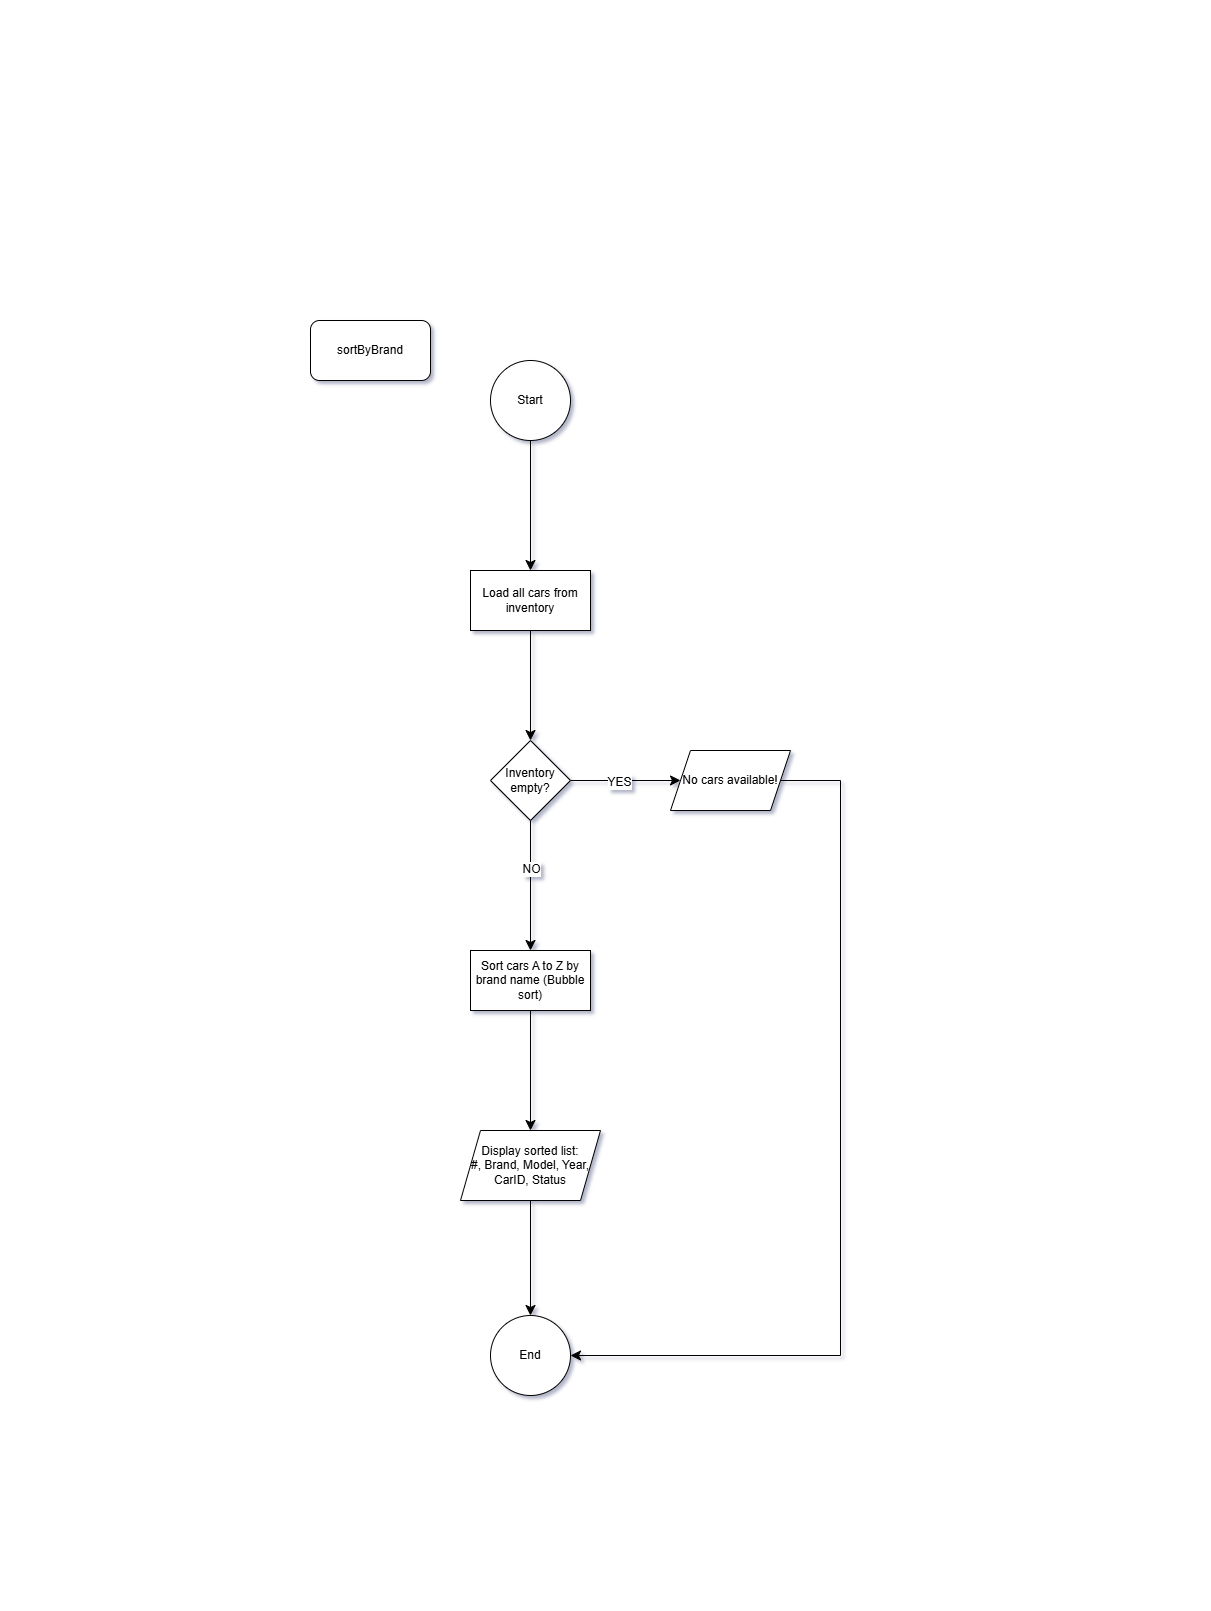 sortByBrand
Start
Load all cars from
inventory
Inventory
empty?
YES
No cars available!
NO
Sort cars A to Z by
brand name (Bubble
sort)
Display sorted list:
#, Brand, Model, Year,
CarID, Status
End